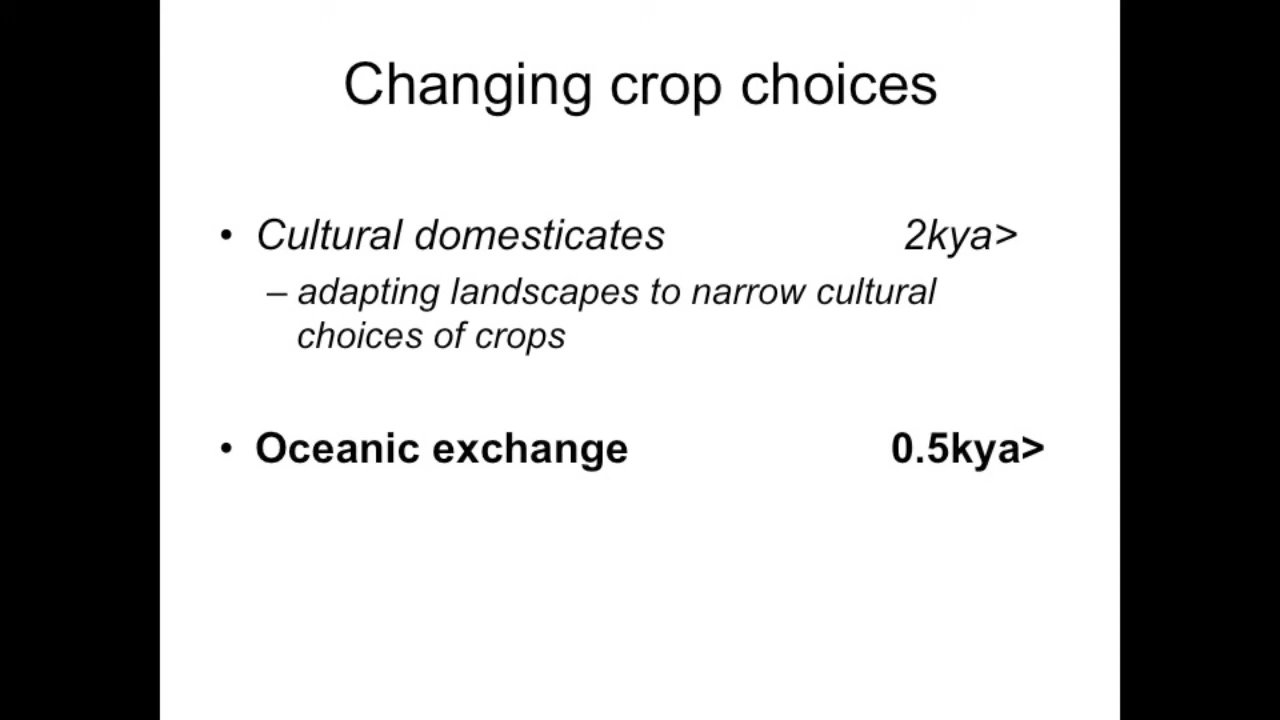 Changing crop choices
• Cultural domesticates 2kya>
– adapting landscapes to narrow cultural
choices of crops
• Oceanic exchange 0.5kya>